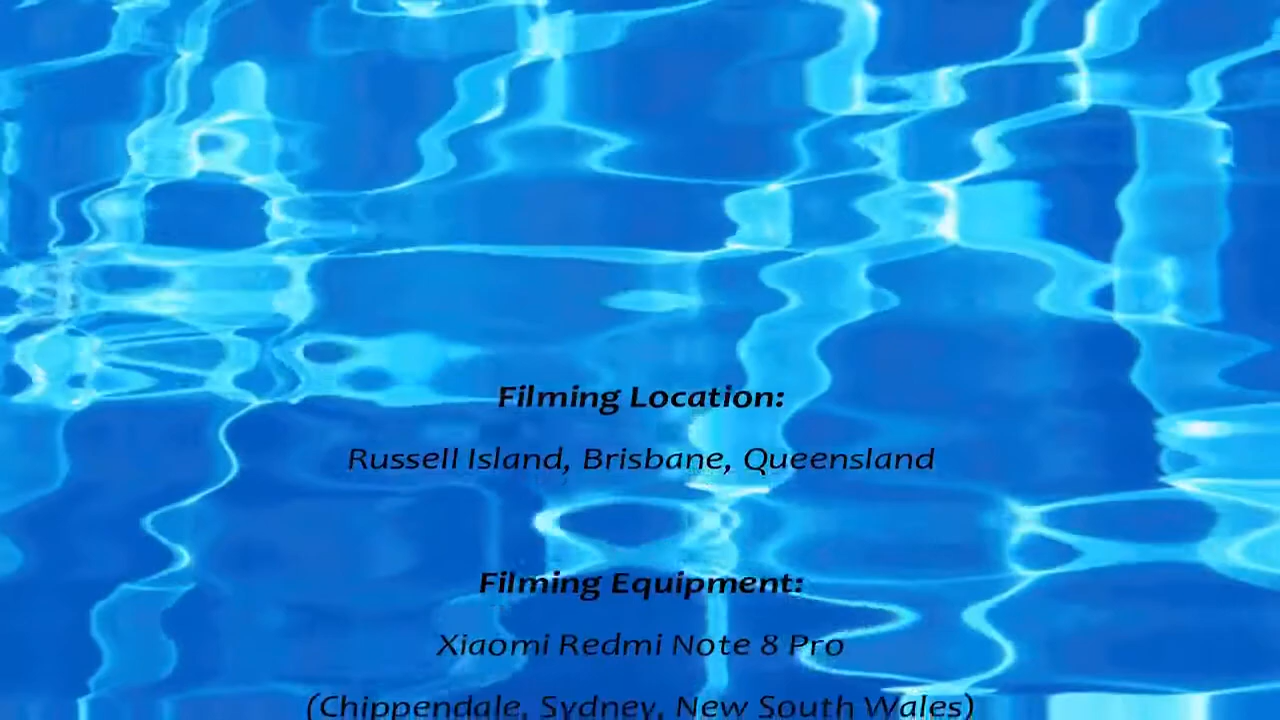 Filming Location:
Russell Island, Brisbane, Queensland
Filming Equipment:
Xiaomi Redmi Note 8 Pro
(Chippendale, Sydney, New South Wales)